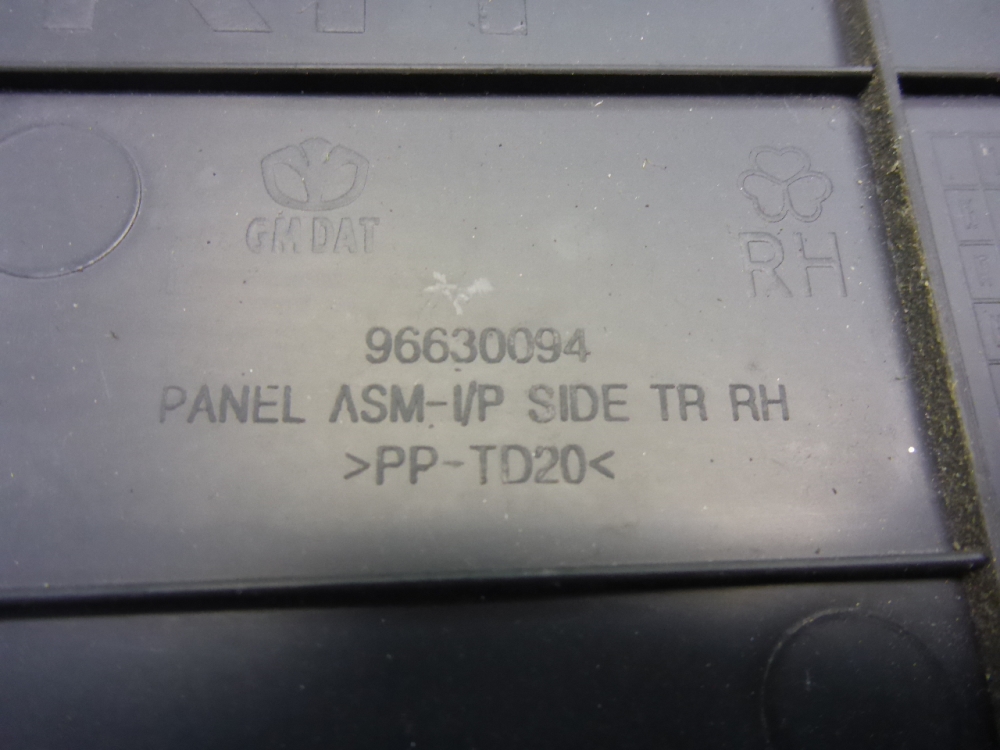 GM DAT
RH
96630094
PANEL ASM-I/P SIDE TR RH
>PP-TD20<